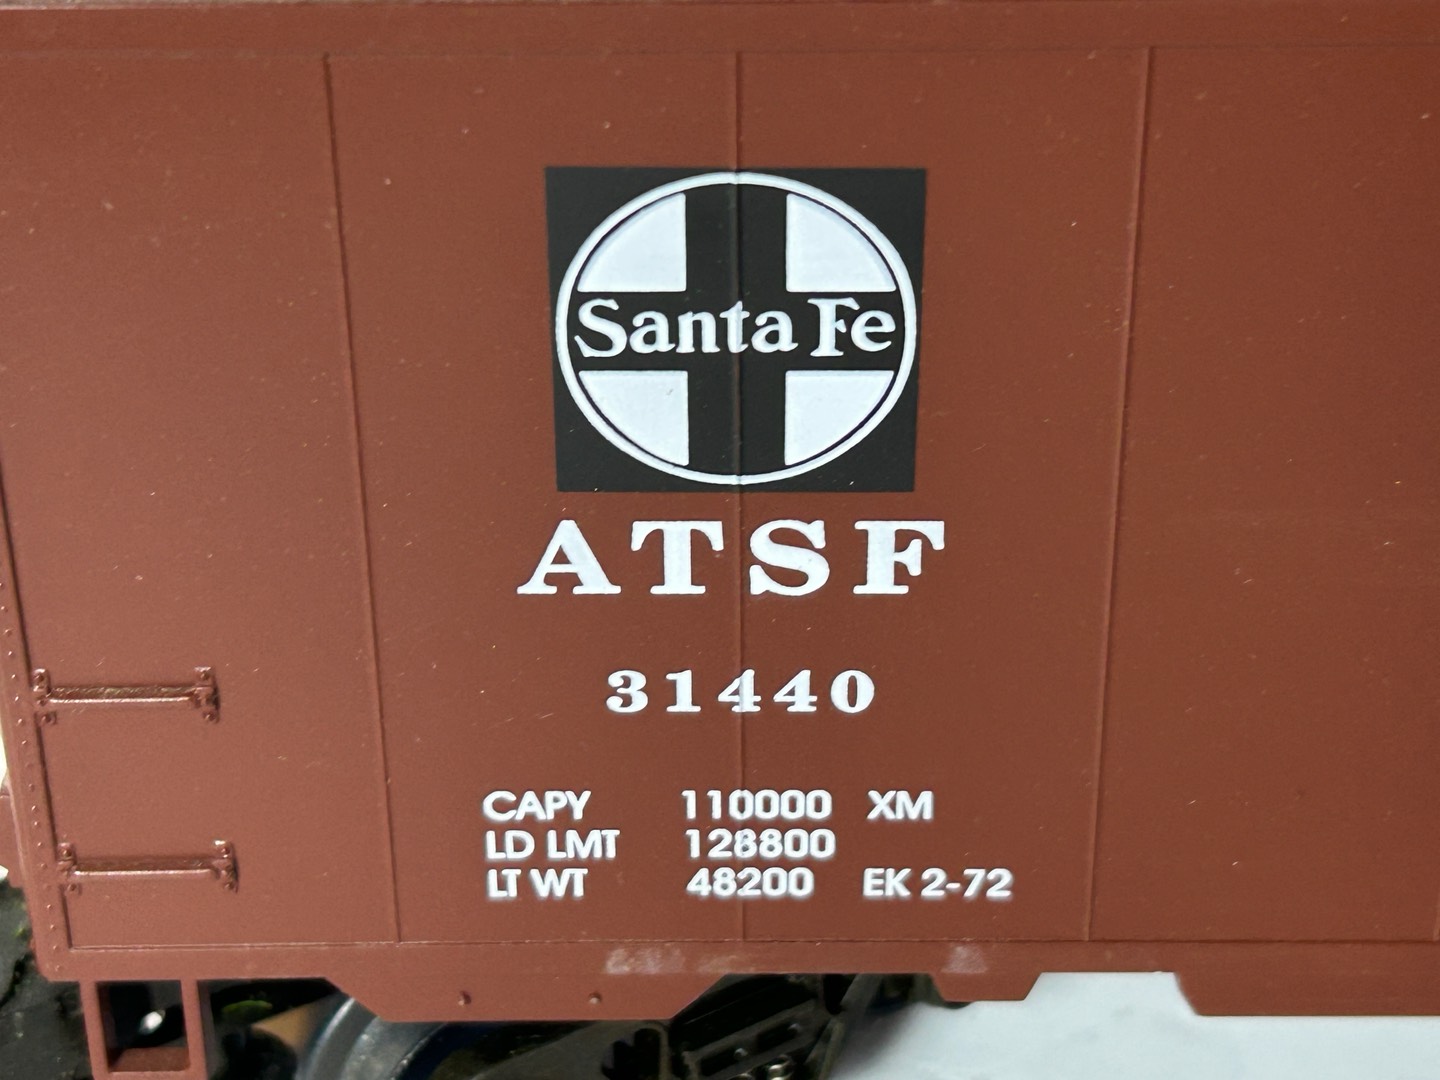 Santa Fe
ATSF
31440
CAPY 110000 XM
LD LMT 128800
LT WT 48200 EK 2-72